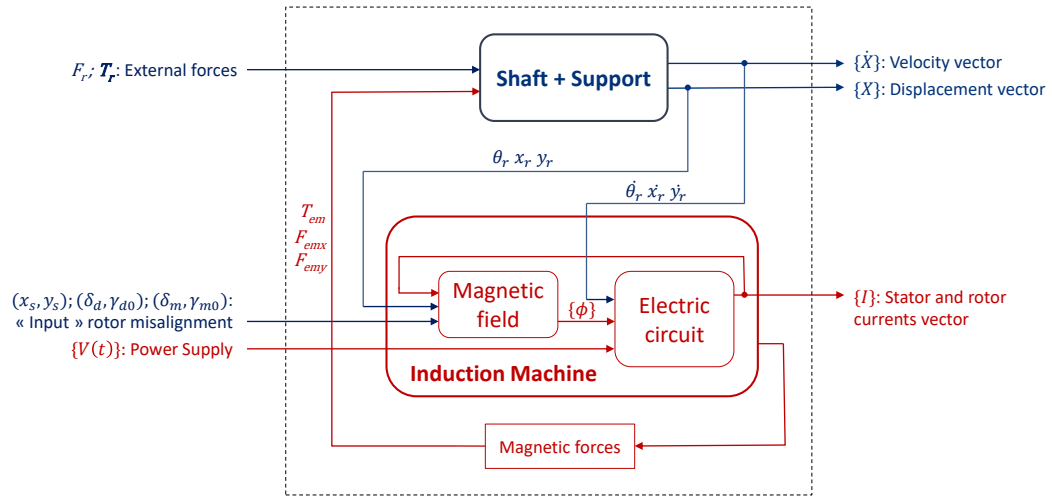 F_r; T_r: External forces
Shaft + Support
{Ẋ}: Velocity vector
{X}: Displacement vector
θ_r x_r y_r
θ̇_r ẋ_r ẏ_r
T_em
F_emx
F_emy
(x_s, y_s); (δ_d, γ_d0); (δ_m, γ_m0):
« Input » rotor misalignment
{V(t)}: Power Supply
Magnetic
field
{ϕ}
Electric
circuit
{I}: Stator and rotor
currents vector
Induction Machine
Magnetic forces